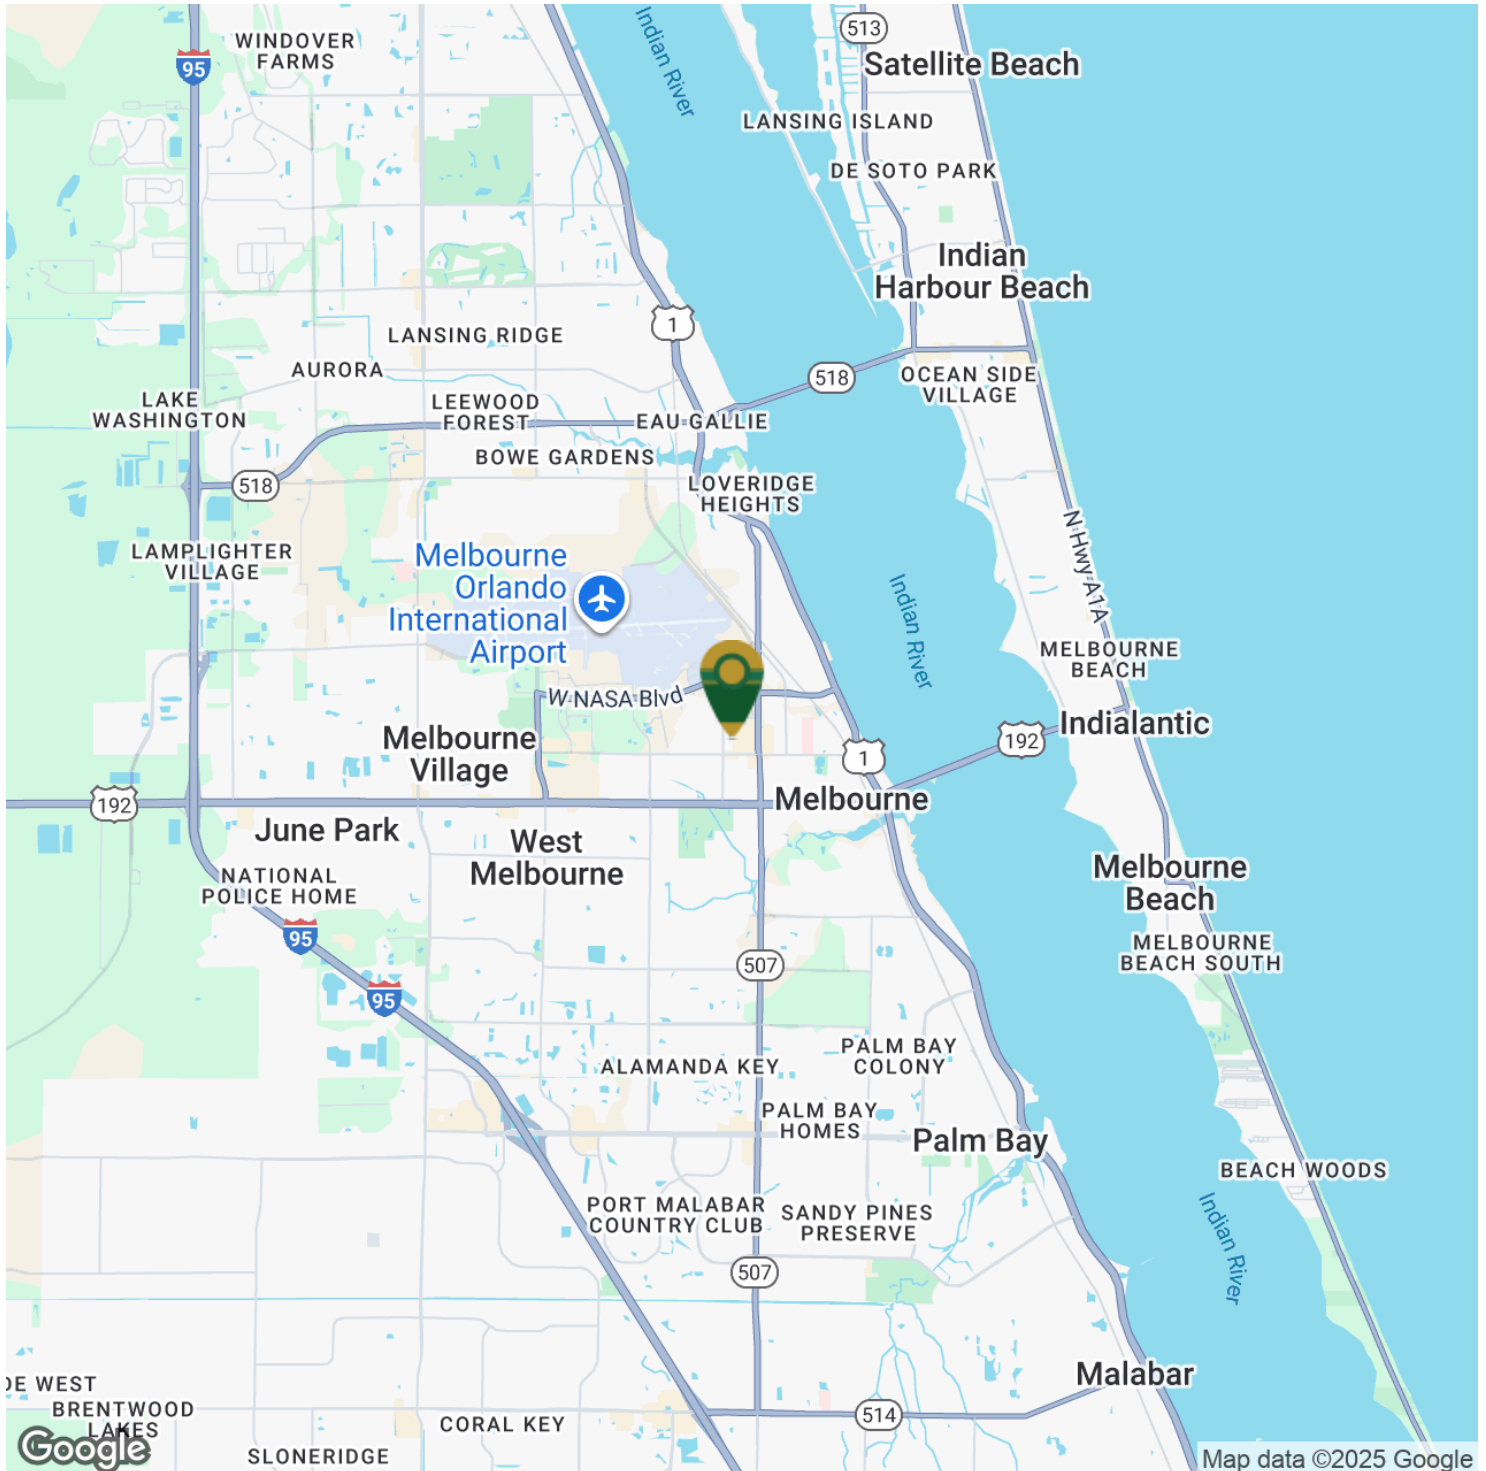 WINDOVER
FARMS
95
Indian River
513
Satellite Beach
LANSING ISLAND
DE SOTO PARK
Indian
Harbour Beach
1
LANSING RIDGE
AURORA
518
OCEAN SIDE
VILLAGE
LAKE
WASHINGTON
LEEWOOD
FOREST
EAU GALLIE
BOWE GARDENS
518
LOVERIDGE
HEIGHTS
N Hwy A1A
LAMPLIGHTER
VILLAGE
Melbourne
Orlando
International
Airport
Indian River
MELBOURNE
BEACH
W NASA Blvd
Indialantic
192
Melbourne
Village
1
192
Melbourne
June Park
West
Melbourne
NATIONAL
POLICE HOME
Melbourne
Beach
95
MELBOURNE
BEACH SOUTH
507
95
PALM BAY
COLONY
ALAMANDA KEY
PALM BAY
HOMES
Palm Bay
BEACH WOODS
PORT MALABAR
COUNTRY CLUB
SANDY PINES
PRESERVE
Indian River
507
Malabar
DE WEST
BRENTWOOD
LAKES
CORAL KEY
514
SLONERIDGE
Google
Map data ©2025 Google